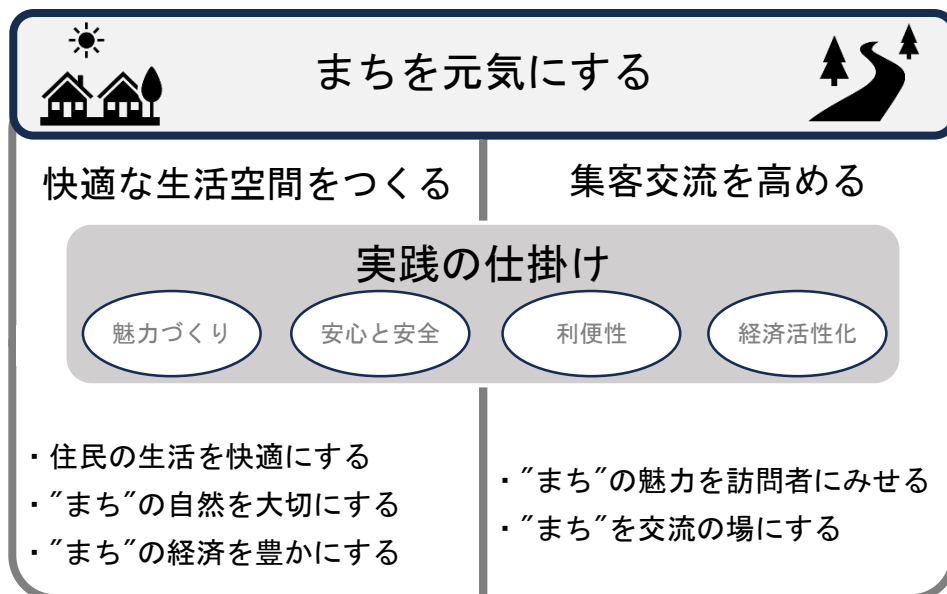 まちを元気にする
快適な生活空間をつくる
集客交流を高める
実践の仕掛け
魅力づくり
安心と安全
利便性
経済活性化
・住民の生活を快適にする
・″まち″の自然を大切にする
・″まち″の経済を豊かにする
・″まち″の魅力を訪問者にみせる
・″まち″を交流の場にする